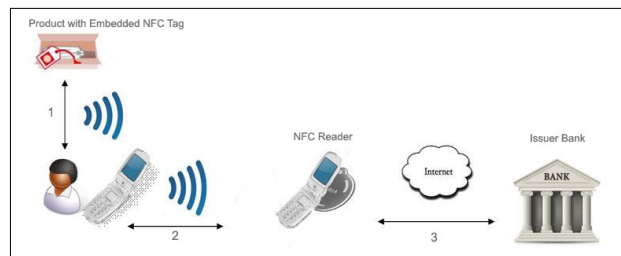 Product with Embedded NFC Tag
1
NFC Reader
Issuer Bank
Internet
BANK
2
3